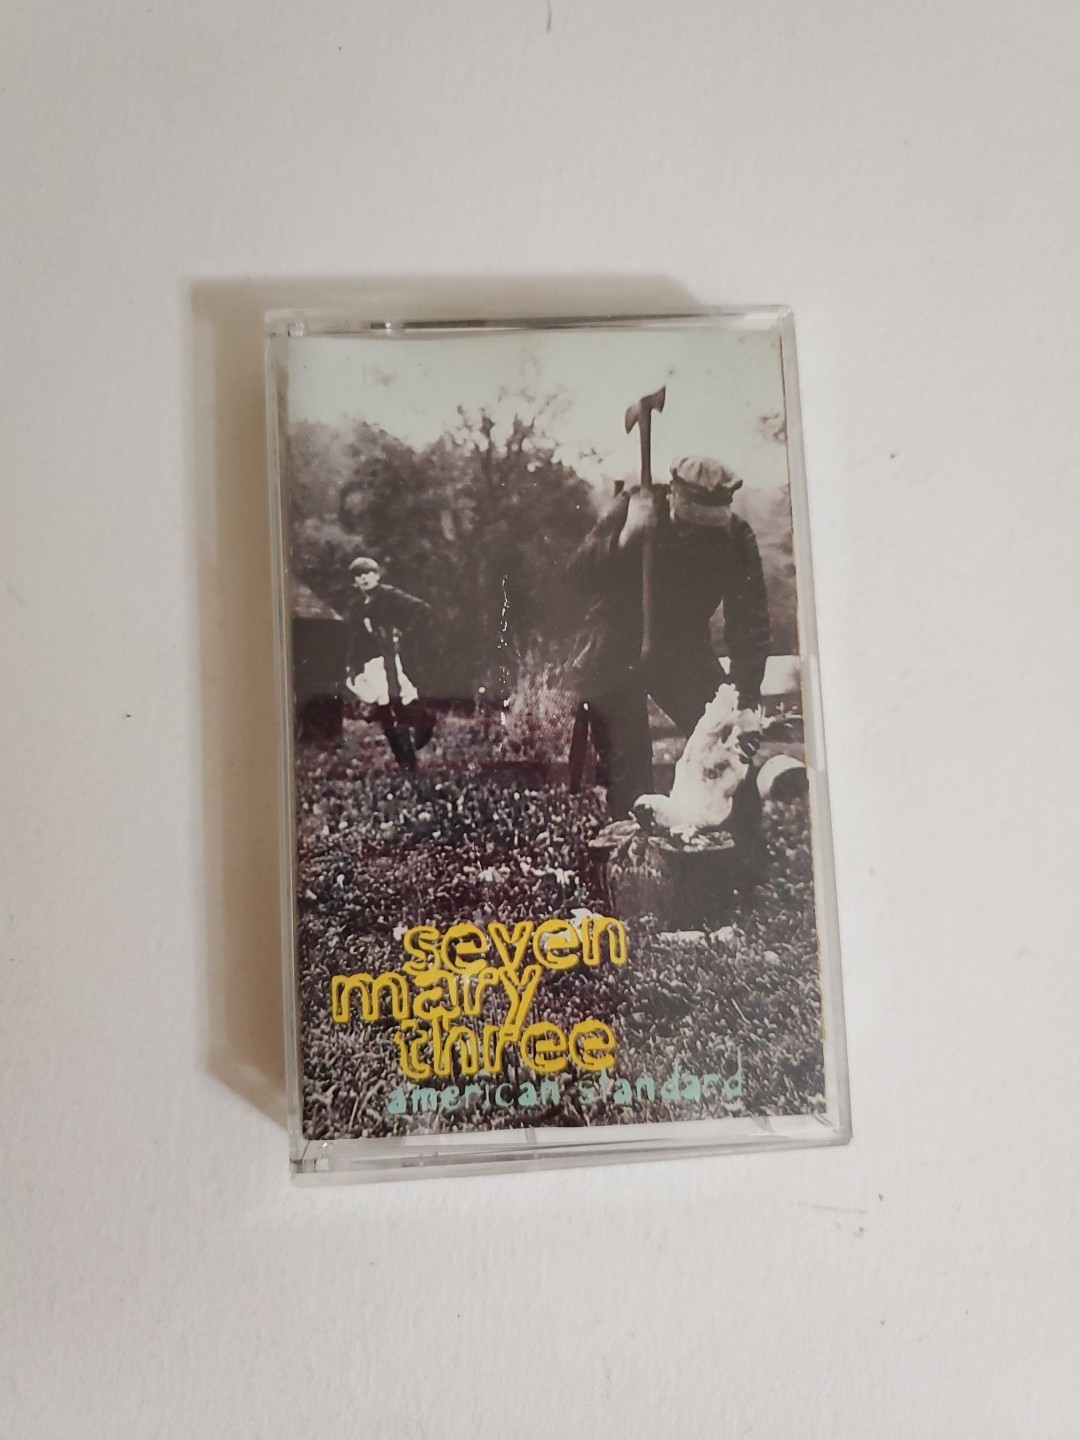 seven
mary
three
american standard